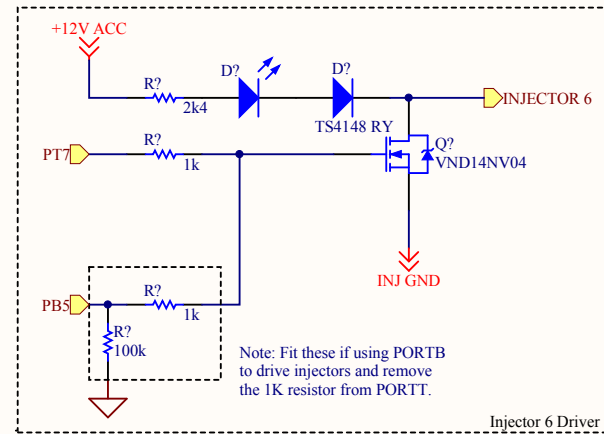 +12V ACC
R?
2k4
D?
D?
TS4148 RY
INJECTOR 6
PT7
R?
1k
Q?
VND14NV04
INJ GND
PB5
R?
1k
R?
100k
Note: Fit these if using PORTB
to drive injectors and remove
the 1K resistor from PORTT.
Injector 6 Driver